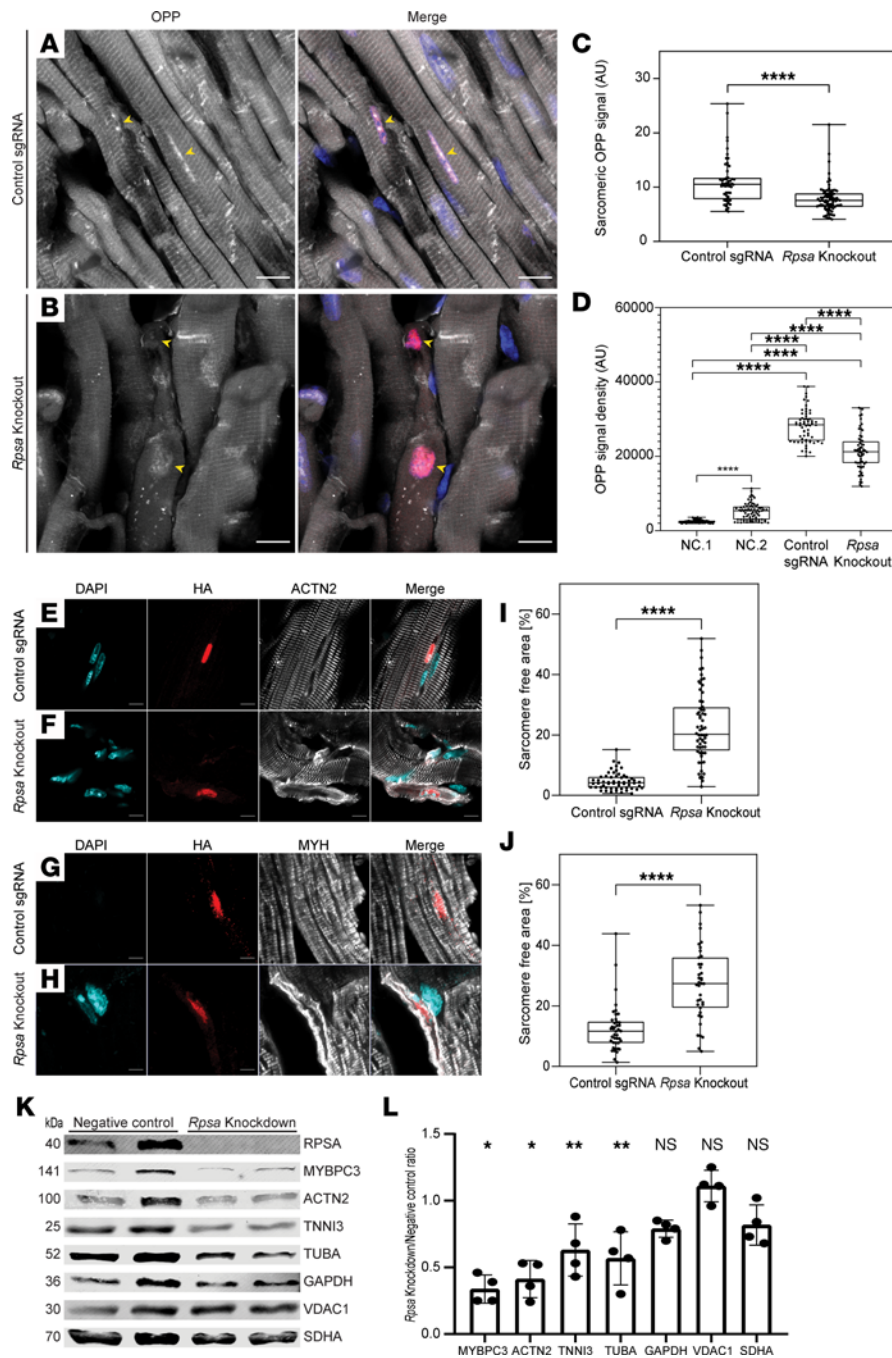 OPP Merge
A
Control sgRNA
B
Rpsa Knockout
C
Sarcomeric OPP signal (AU)
40
30
20
10
0
****
Control sgRNA Rpsa Knockout
D
OPP signal density (AU)
60000
40000
20000
0
****
****
****
****
****
****
NC.1 NC.2 Control sgRNA Rpsa Knockout
DAPI HA ACTN2 Merge
E
Control sgRNA
F
Rpsa Knockout
DAPI HA MYH Merge
G
Control sgRNA
H
Rpsa Knockout
I
Sarcomere free area [%]
60
40
20
0
****
Control sgRNA Rpsa Knockout
J
Sarcomere free area [%]
60
40
20
0
****
Control sgRNA Rpsa Knockout
K
kDa Negative control Rpsa Knockdown
40 RPSA
141 MYBPC3
100 ACTN2
25 TNNI3
52 TUBA
36 GAPDH
30 VDAC1
70 SDHA
L
Rpsa Knockdown/Negative control ratio
1.5
1.0
0.5
0.0
* * ** ** NS NS NS
MYBPC3 ACTN2 TNNI3 TUBA GAPDH VDAC1 SDHA